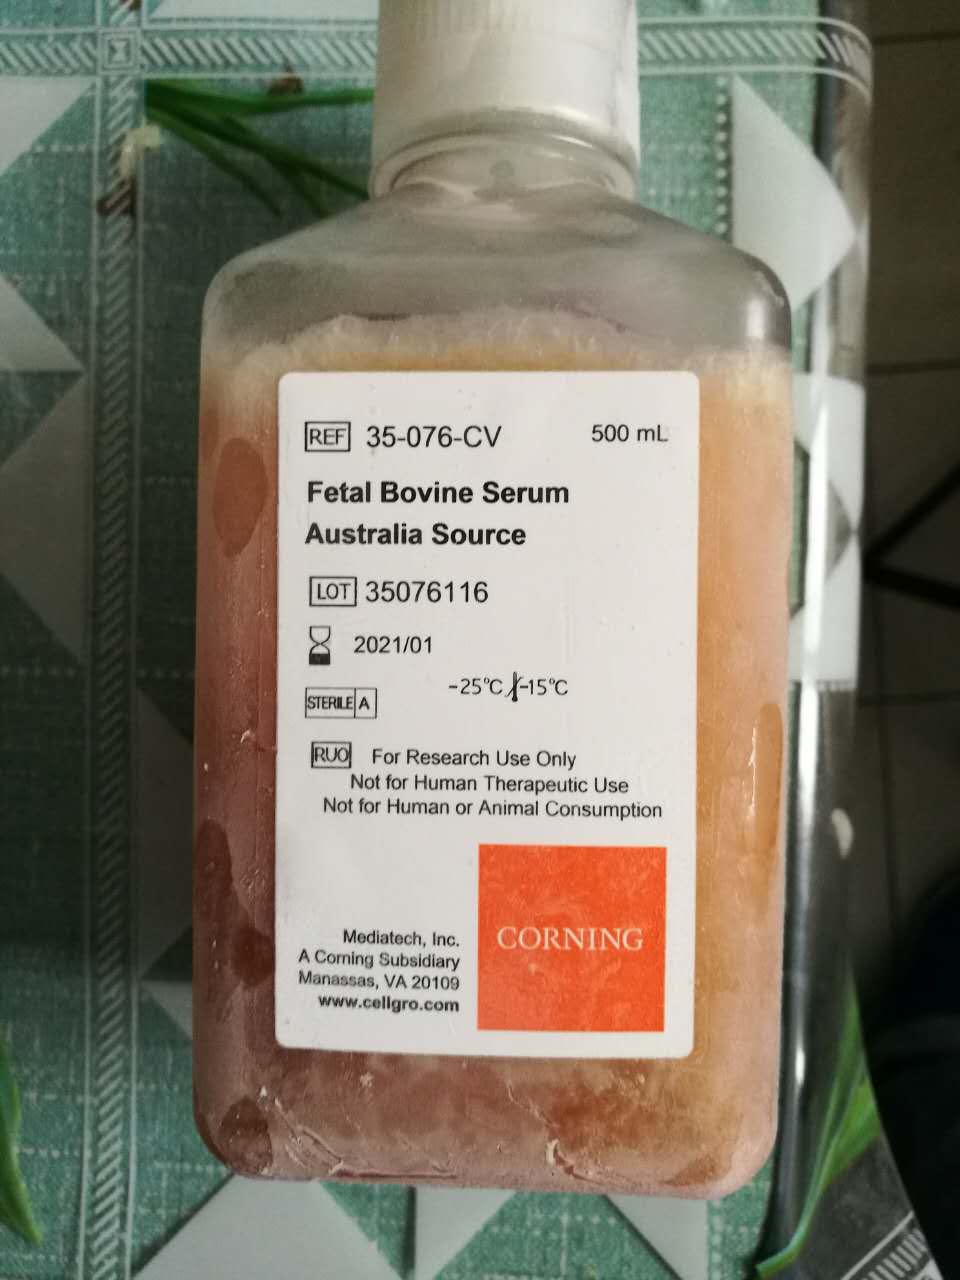 REF 35-076-CV 500 mL
Fetal Bovine Serum
Australia Source
LOT 35076116
2021/01
-25°C -15°C
STERILE A
RUO For Research Use Only
Not for Human Therapeutic Use
Not for Human or Animal Consumption
CORNING
Mediatech, Inc.
A Corning Subsidiary
Manassas, VA 20109
www.cellgro.com